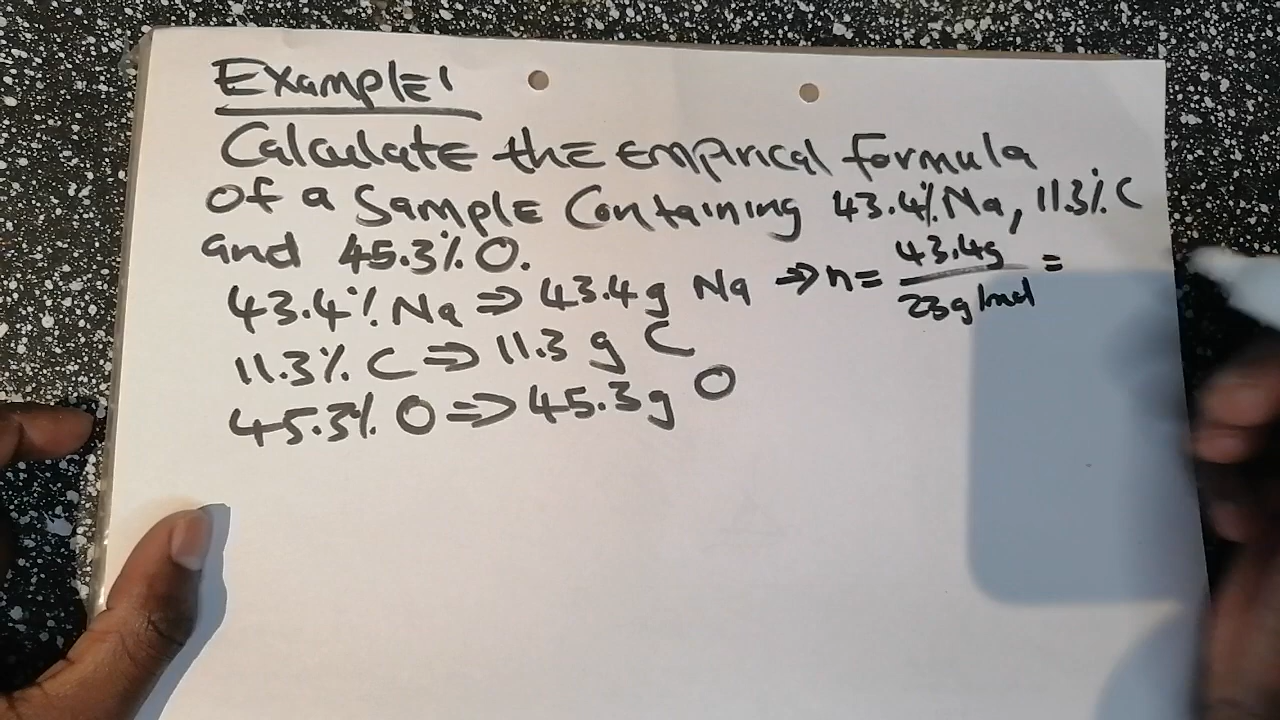 Example 1
Calculate the empirical formula
of a Sample Containing 43.4% Na, 11.3% C
and 45.3% O.
43.4% Na ⇒ 43.4g Na ⇒ n = 43.4g / 23g/mol =
11.3% C ⇒ 11.3 g C
45.3% O ⇒ 45.3g O